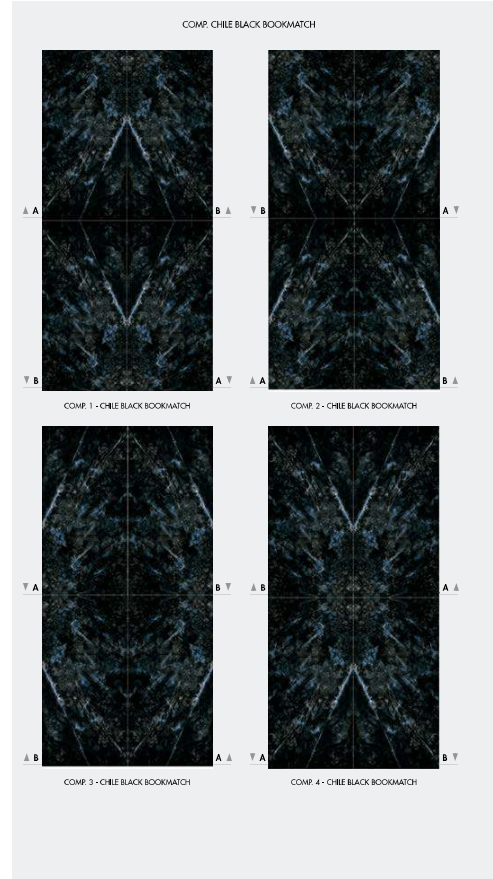 COMP. CHILE BLACK BOOKMATCH
▲ A B ▲
▼ B A ▼
▼ B A ▼
▲ A B ▲
COMP. 1 - CHILE BLACK BOOKMATCH
COMP. 2 - CHILE BLACK BOOKMATCH
▼ A B ▼
▲ B A ▲
▲ B A ▲
▼ A B ▼
COMP. 3 - CHILE BLACK BOOKMATCH
COMP. 4 - CHILE BLACK BOOKMATCH